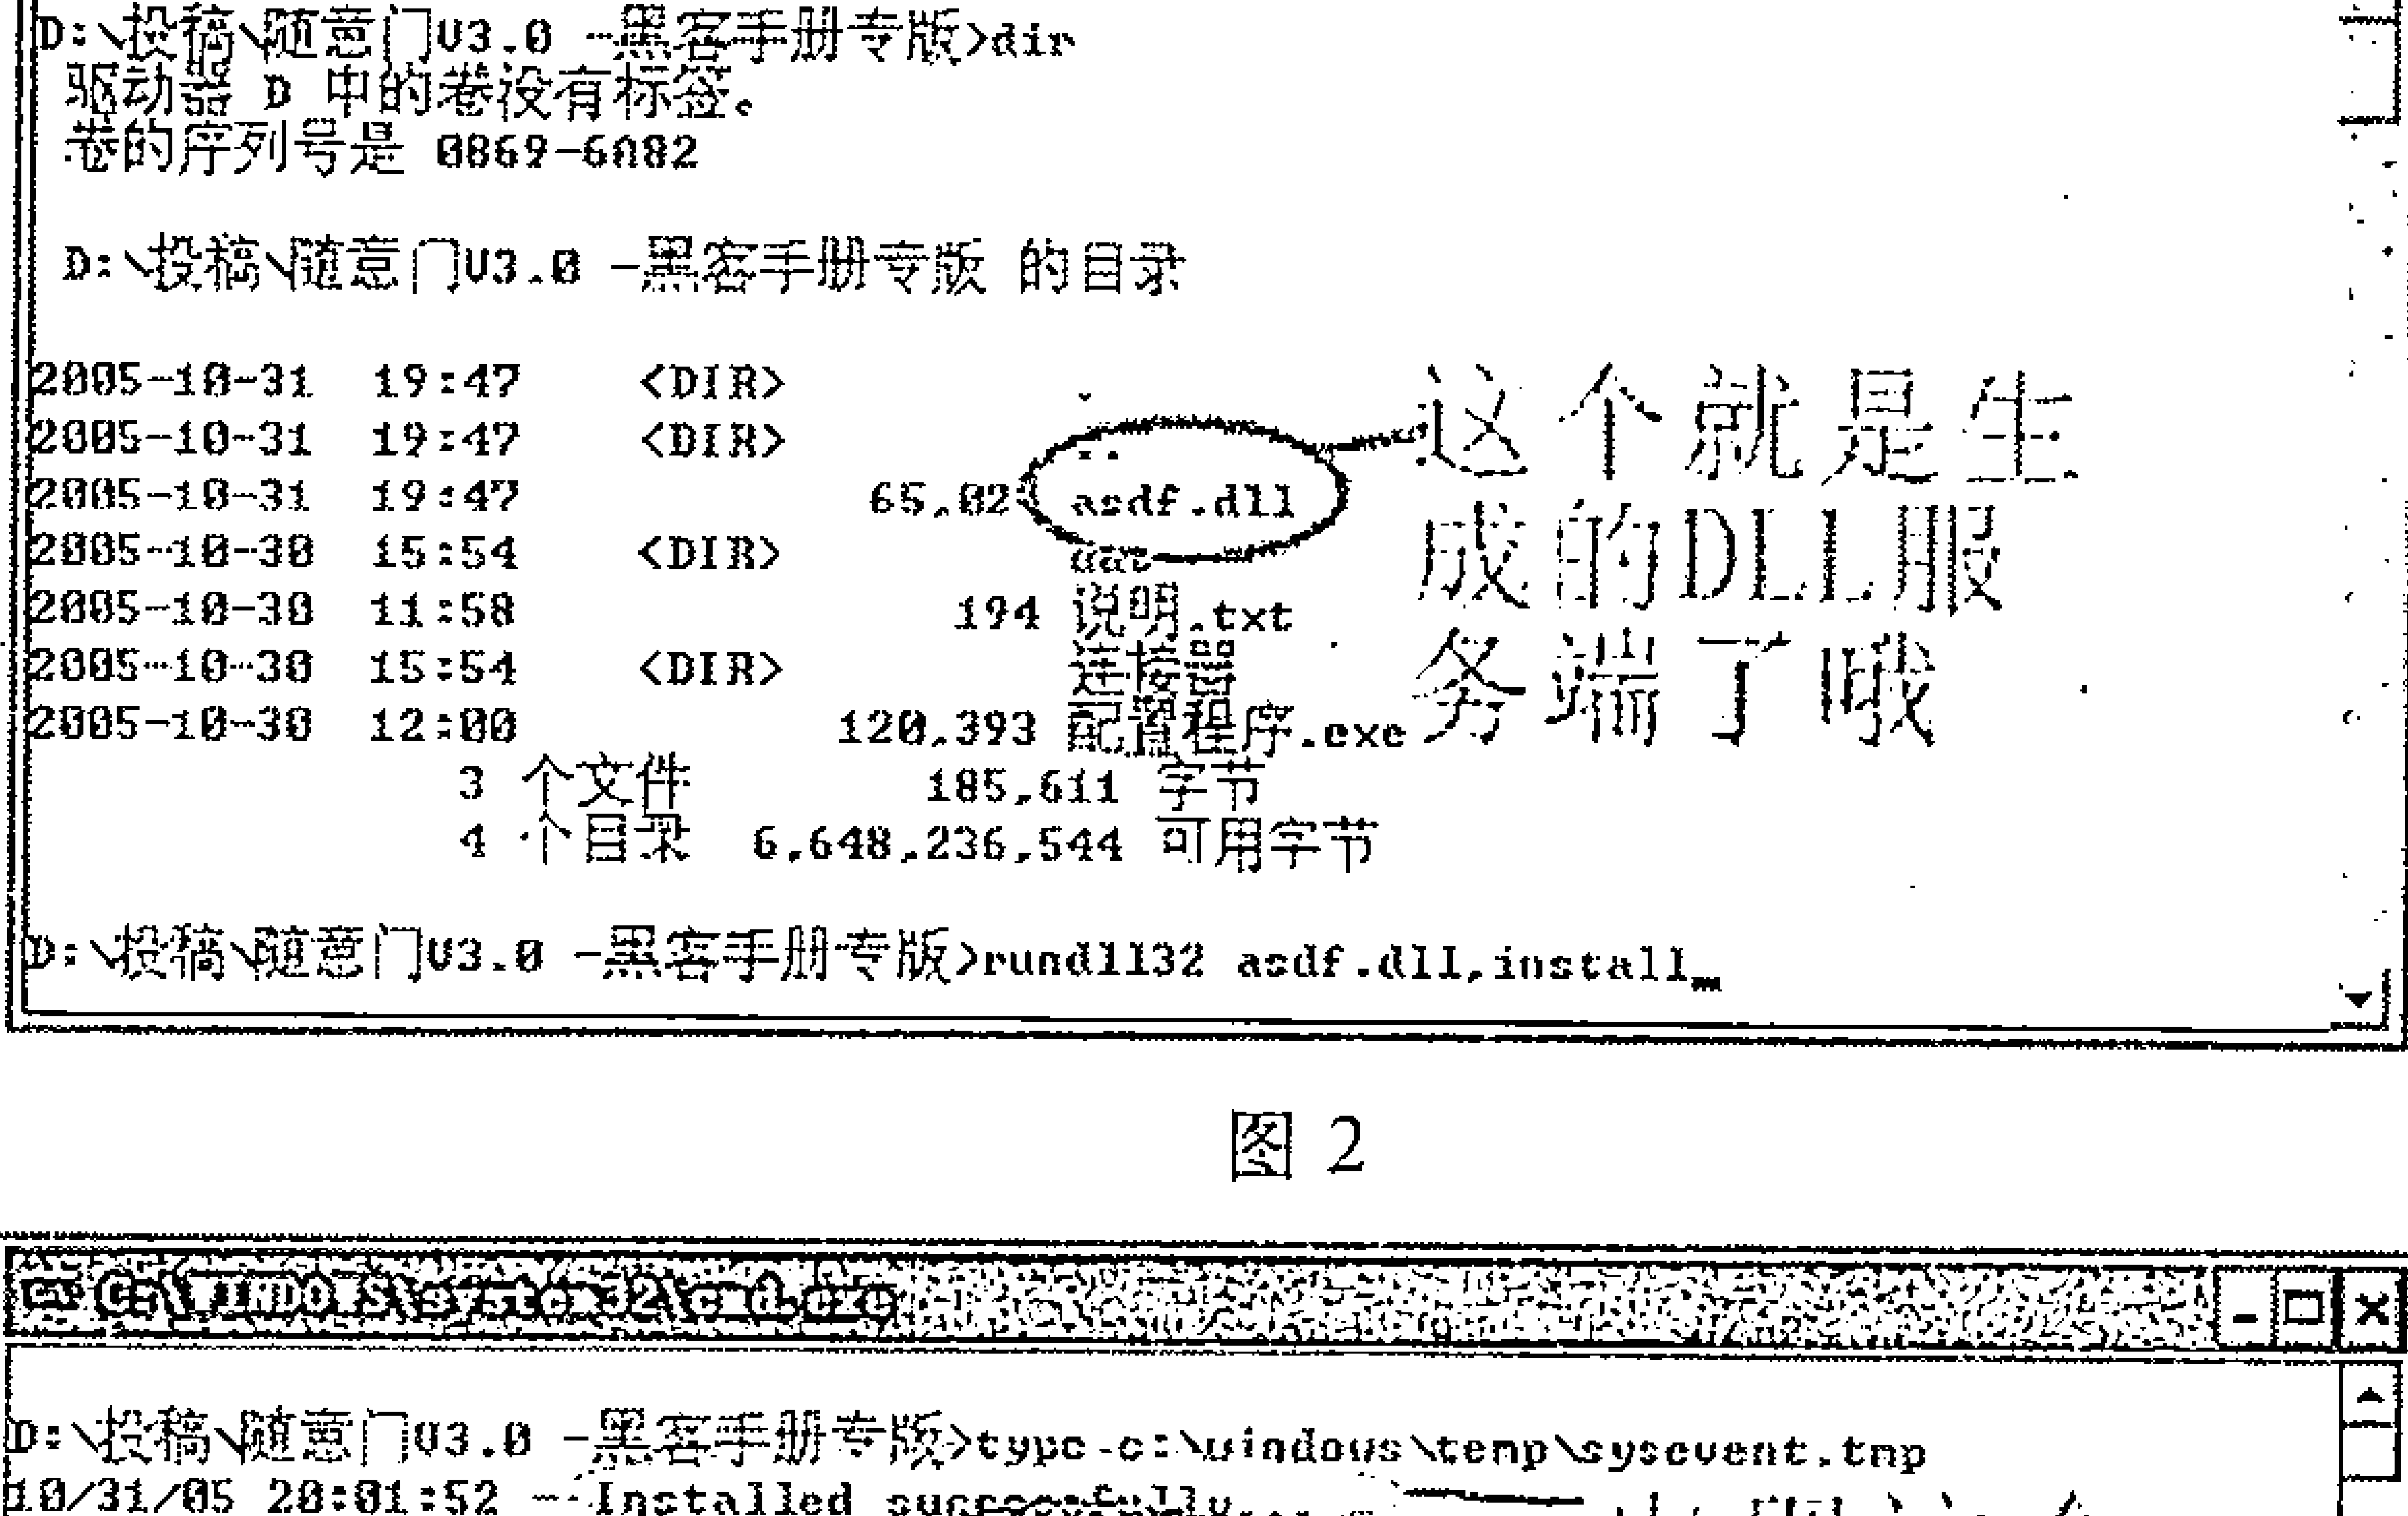 D:\投稿\随意门V3.0 -黑客手册专版>dir
驱动器 D 中的卷没有标签。
卷的序列号是 0869-6A82
D:\投稿\随意门V3.0 -黑客手册专版 的目录
2005-10-31 19:47 <DIR> .
2005-10-31 19:47 <DIR> ..
2005-10-31 19:47 65,02 asdf.dll
2005-10-30 15:54 <DIR>
2005-10-30 11:58 194 说明.txt
2005-10-30 15:54 <DIR> 连接器
2005-10-30 12:00 120,393 配置程序.exe
3 个文件 185,611 字节
4 个目录 6,648,236,544 可用字节
这个就是生
成的DLL服
务端了哦
D:\投稿\随意门V3.0 -黑客手册专版>rundll32 asdf.dll,install_
图 2
C:\WINDOWS\system32\cmd.exe
D:\投稿\随意门V3.0 -黑客手册专版>type c:\windows\temp\sysevent.tmp
10/31/05 20:01:52 -- Installed successfully